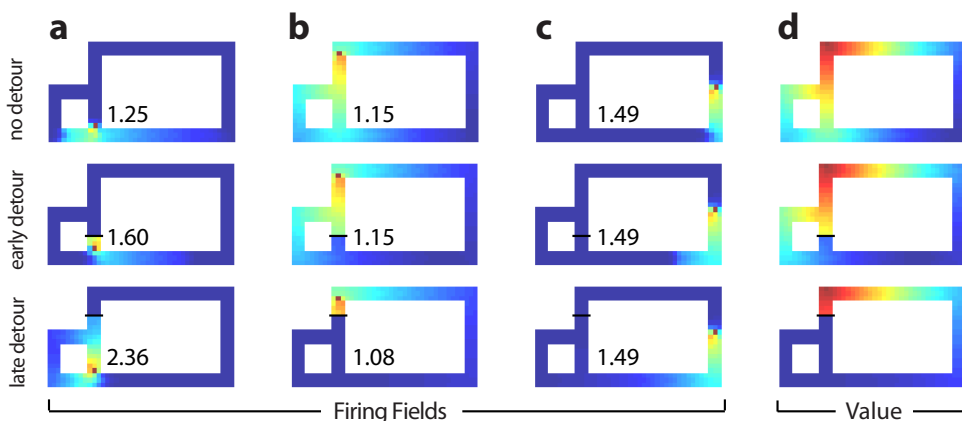 a b c d
no detour 1.25 1.15 1.49
early detour 1.60 1.15 1.49
late detour 2.36 1.08 1.49
Firing Fields Value